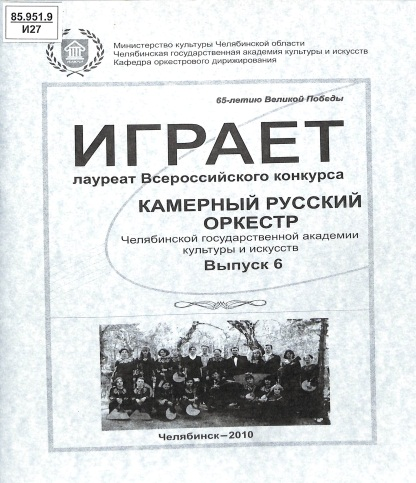 85.951.9
И27
Министерство культуры Челябинской области
Челябинская государственная академия культуры и искусств
Кафедра оркестрового дирижирования
65-летию Великой Победы
ИГРАЕТ
лауреат Всероссийского конкурса
КАМЕРНЫЙ РУССКИЙ
ОРКЕСТР
Челябинской государственной академии
культуры и искусств
Выпуск 6
Челябинск–2010